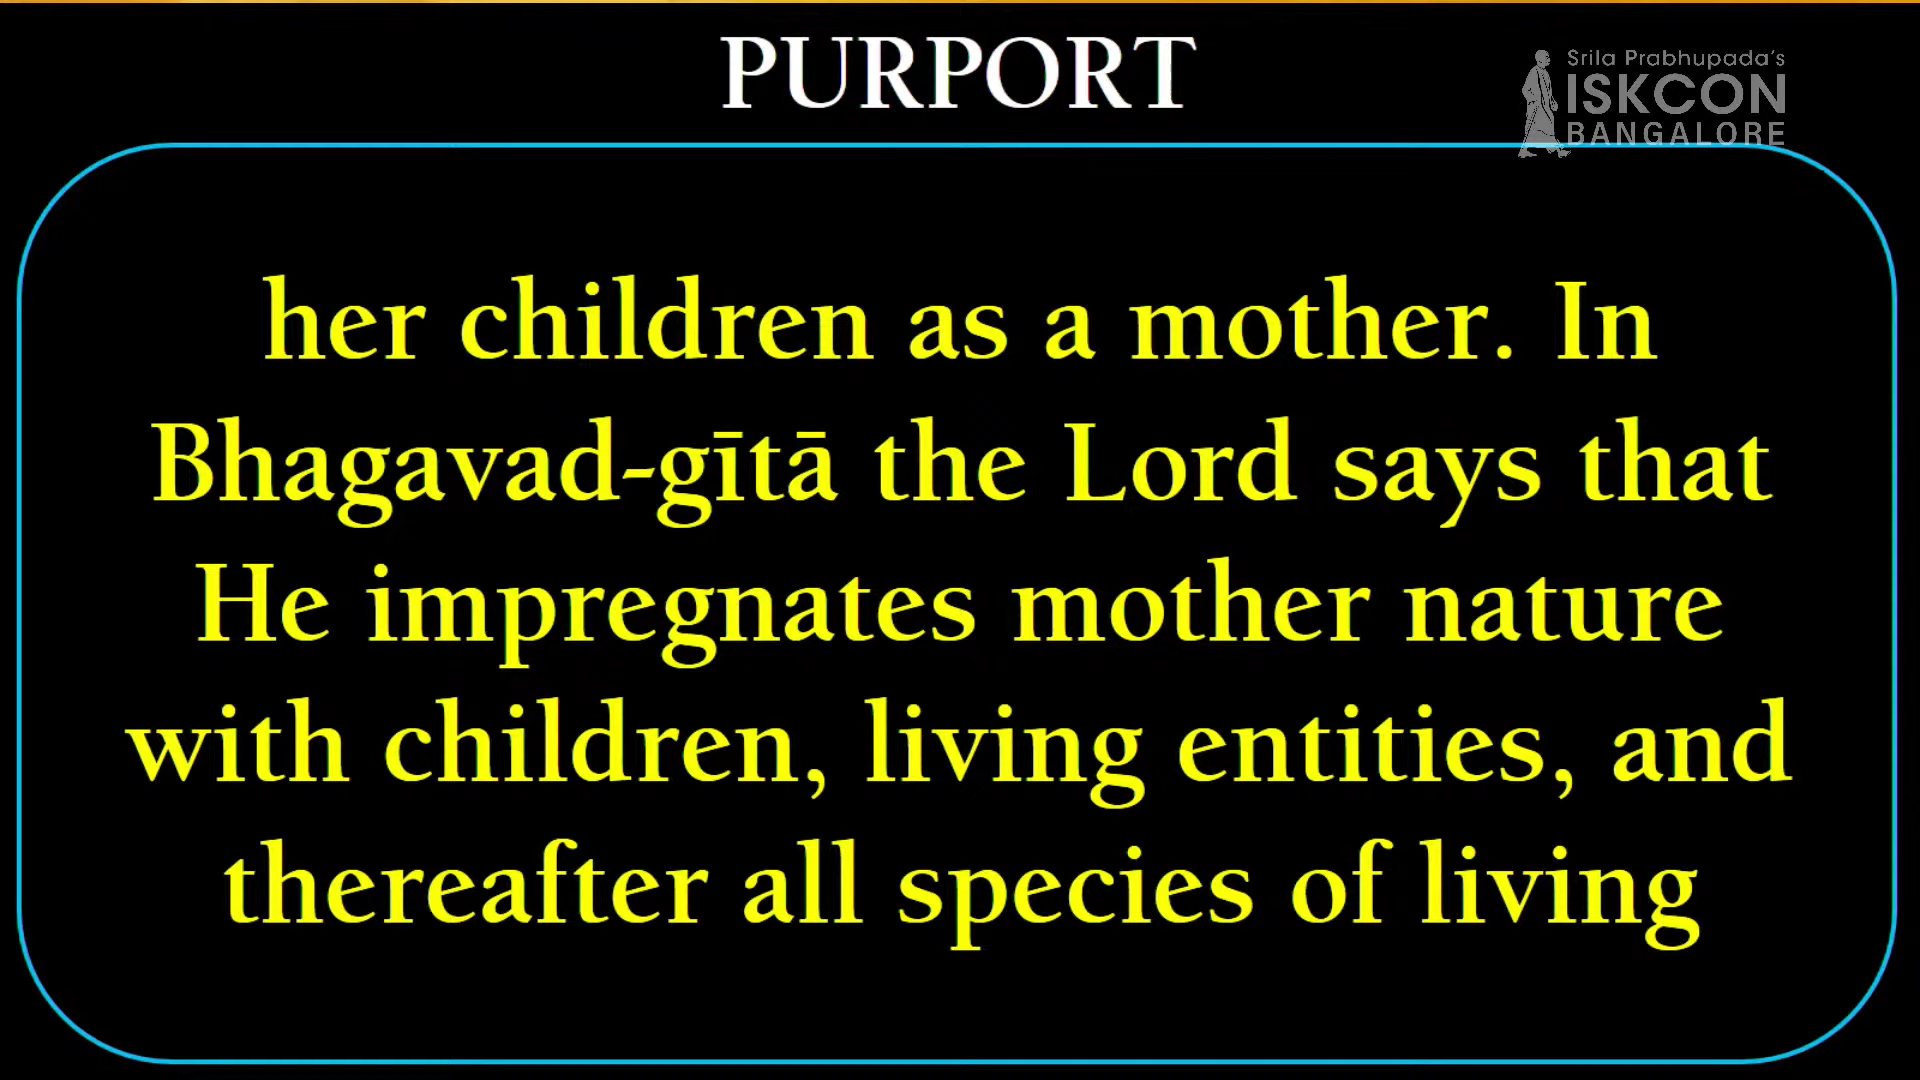 PURPORT
Srila Prabhupada's
ISKCON
BANGALORE
her children as a mother. In
Bhagavad-gītā the Lord says that
He impregnates mother nature
with children, living entities, and
thereafter all species of living